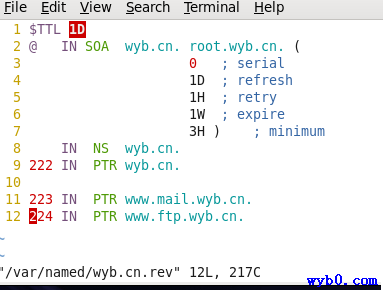 File Edit View Search Terminal Help
1 $TTL 1D
2 @ IN SOA wyb.cn. root.wyb.cn. (
3 0 ; serial
4 1D ; refresh
5 1H ; retry
6 1W ; expire
7 3H ) ; minimum
8 IN NS wyb.cn.
9 222 IN PTR wyb.cn.
10
11 223 IN PTR www.mail.wyb.cn.
12 224 IN PTR www.ftp.wyb.cn.
~
~
"/var/named/wyb.cn.rev" 12L, 217C
wyb0.com